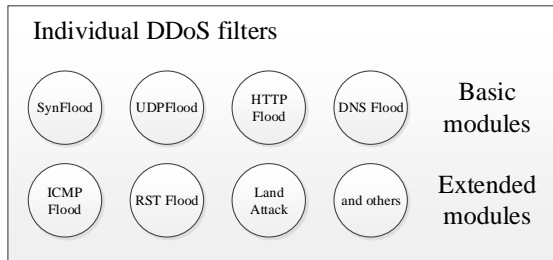 Individual DDoS filters
SynFlood
UDPFlood
HTTP
Flood
DNS Flood
Basic
modules
ICMP
Flood
RST Flood
Land
Attack
and others
Extended
modules